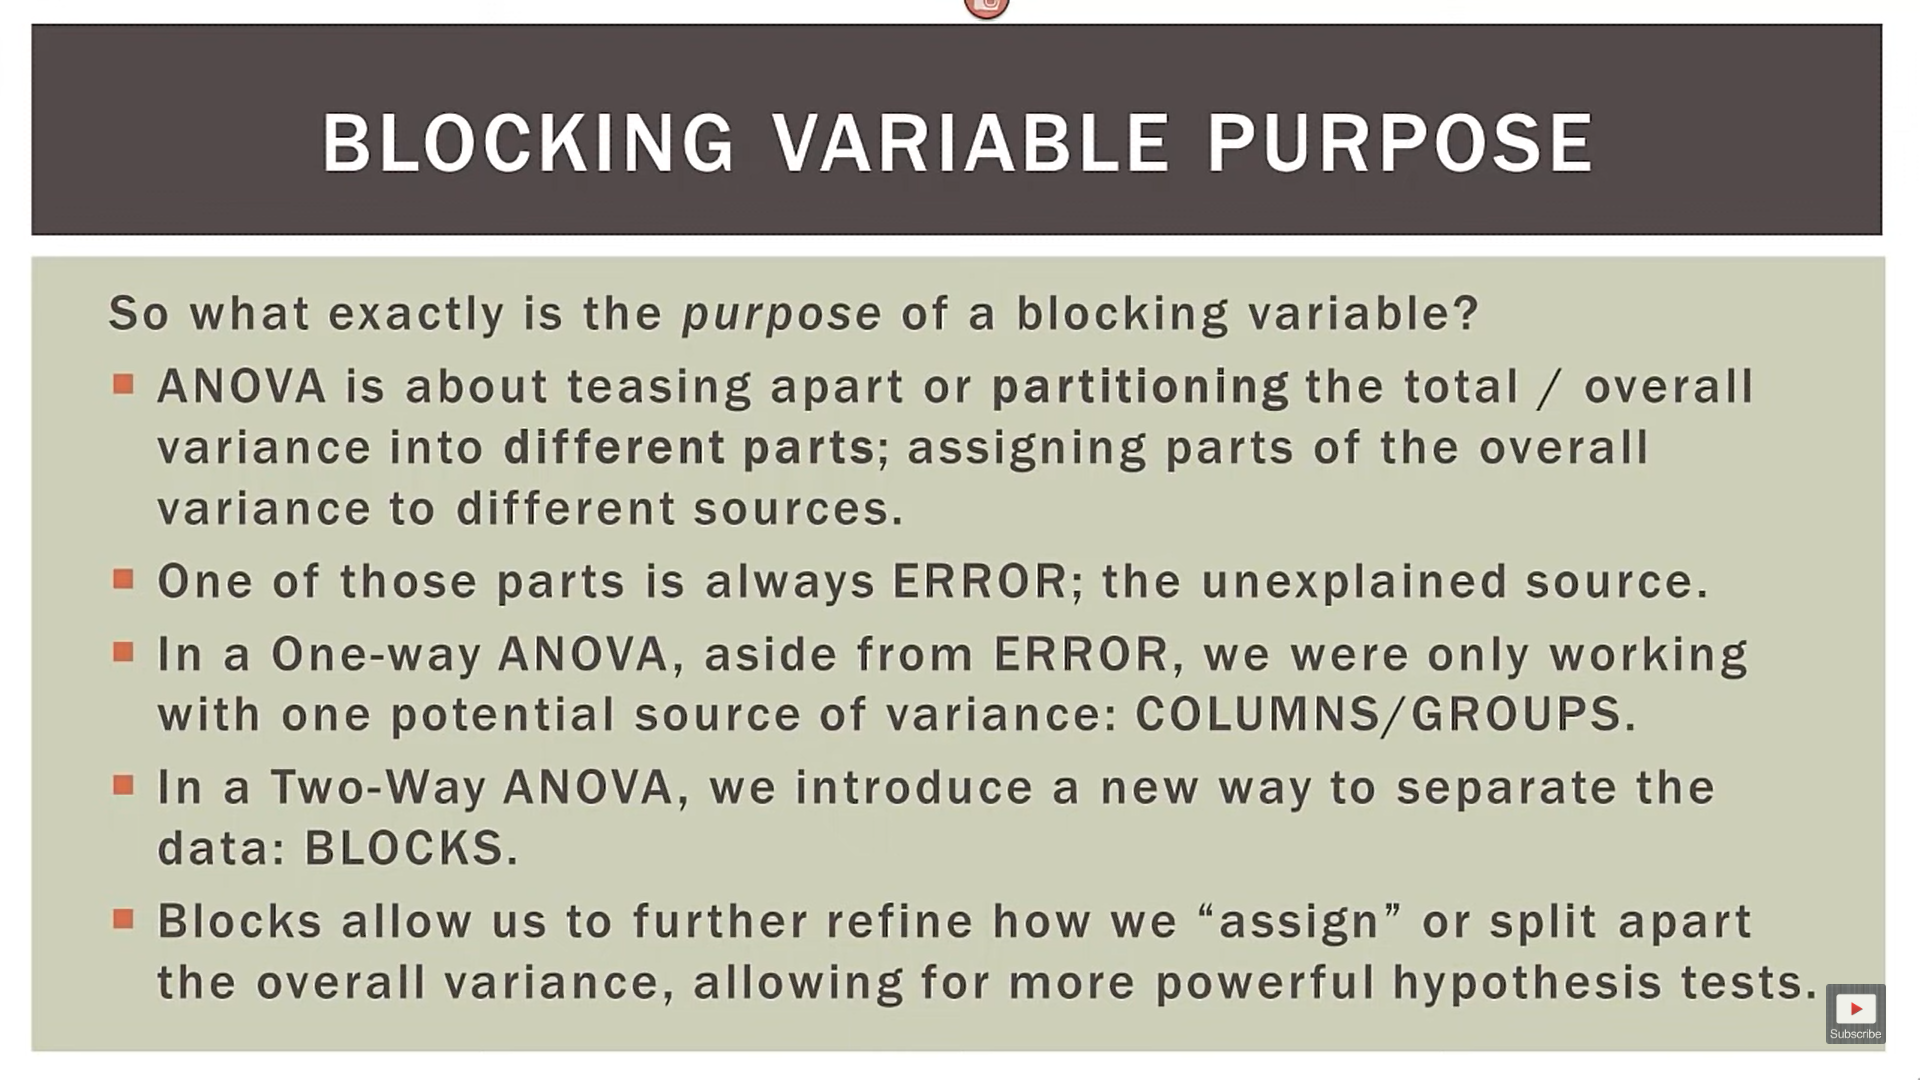 BLOCKING VARIABLE PURPOSE
So what exactly is the purpose of a blocking variable?
ANOVA is about teasing apart or partitioning the total / overall
variance into different parts; assigning parts of the overall
variance to different sources.
One of those parts is always ERROR; the unexplained source.
In a One-way ANOVA, aside from ERROR, we were only working
with one potential source of variance: COLUMNS/GROUPS.
In a Two-Way ANOVA, we introduce a new way to separate the
data: BLOCKS.
Blocks allow us to further refine how we “assign” or split apart
the overall variance, allowing for more powerful hypothesis tests.
Subscribe